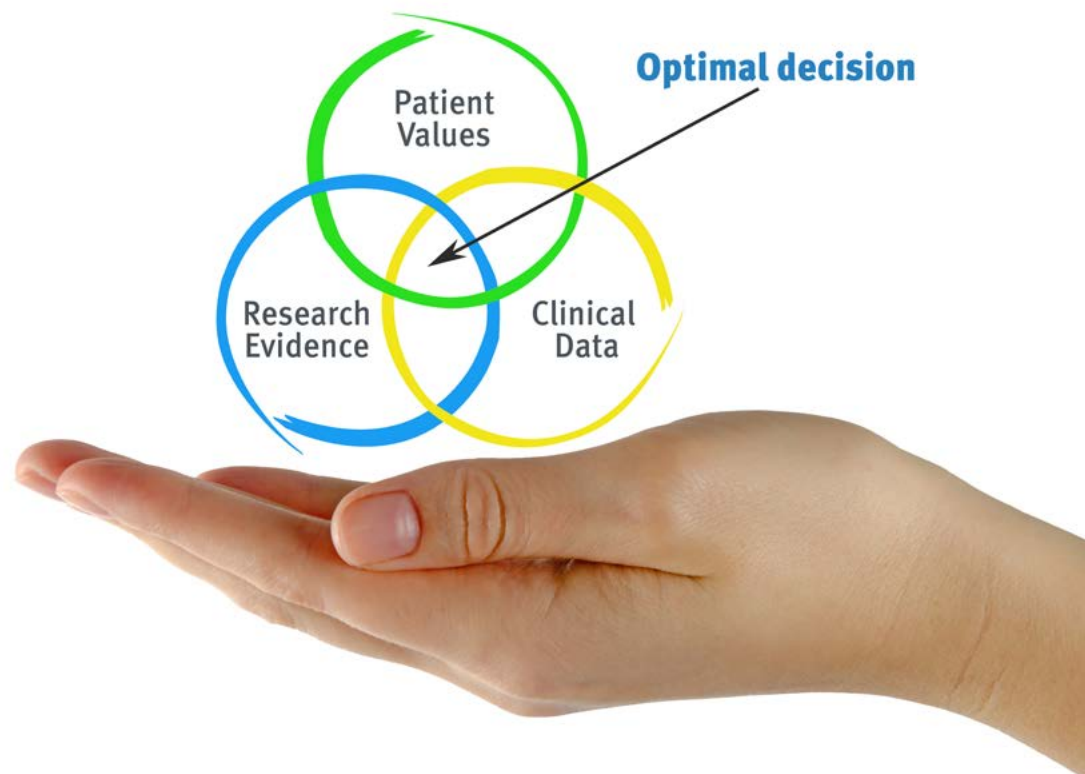 Optimal decision
Patient
Values
Research
Evidence
Clinical
Data